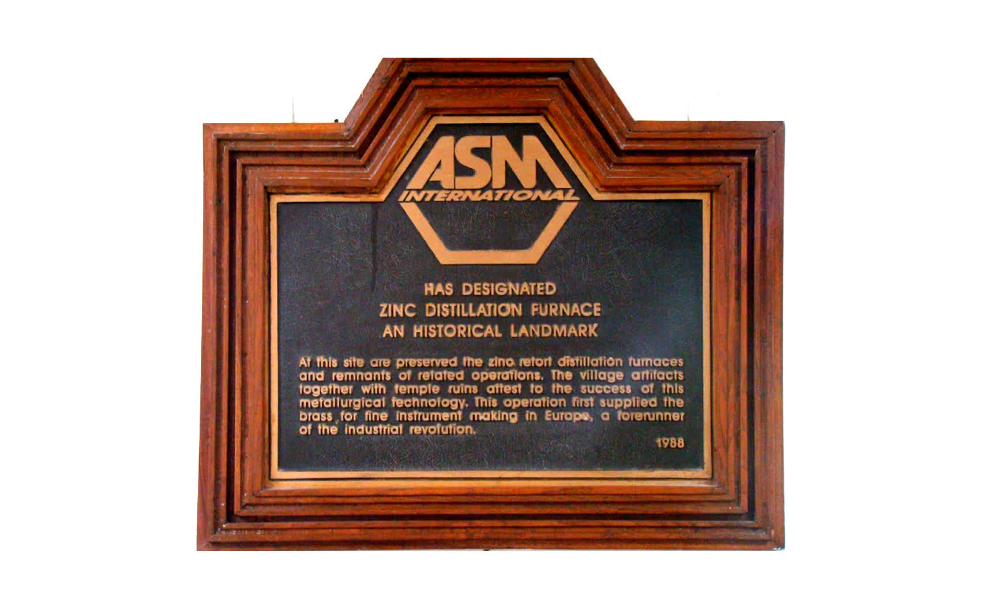 ASM
INTERNATIONAL
HAS DESIGNATED
ZINC DISTILLATION FURNACE
AN HISTORICAL LANDMARK
At this site are preserved the zinc retort distillation furnaces
and remnants of related operations. The village artifacts
together with temple ruins attest to the success of this
metallurgical technology. This operation first supplied the
brass for fine instrument making in Europe, a forerunner
of the industrial revolution.
1988